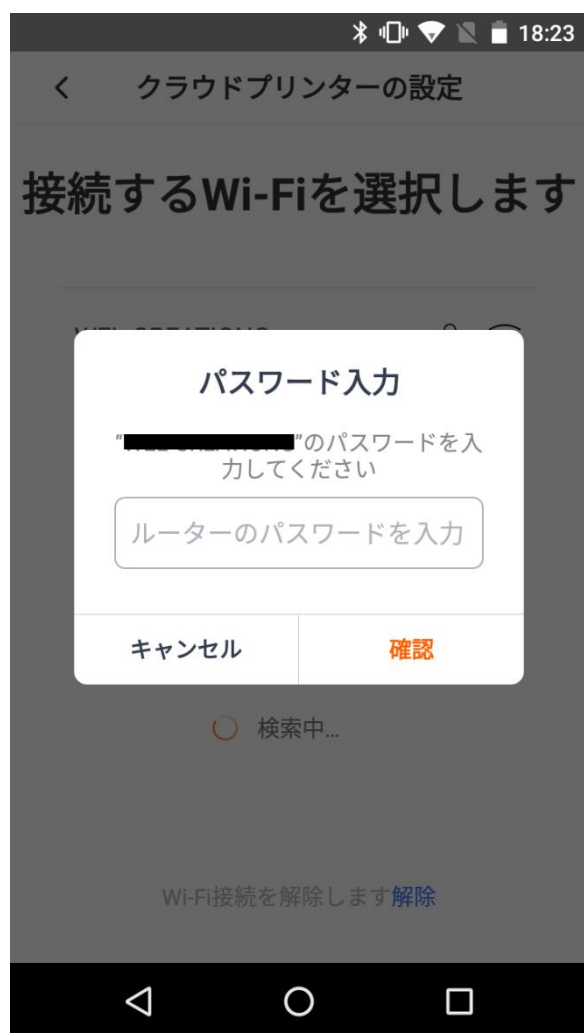 18:23
クラウドプリンターの設定
接続するWi-Fiを選択します
パスワード入力
“ ”のパスワードを入
力してください
ルーターのパスワードを入力
キャンセル
確認
検索中...
Wi-Fi接続を解除します解除